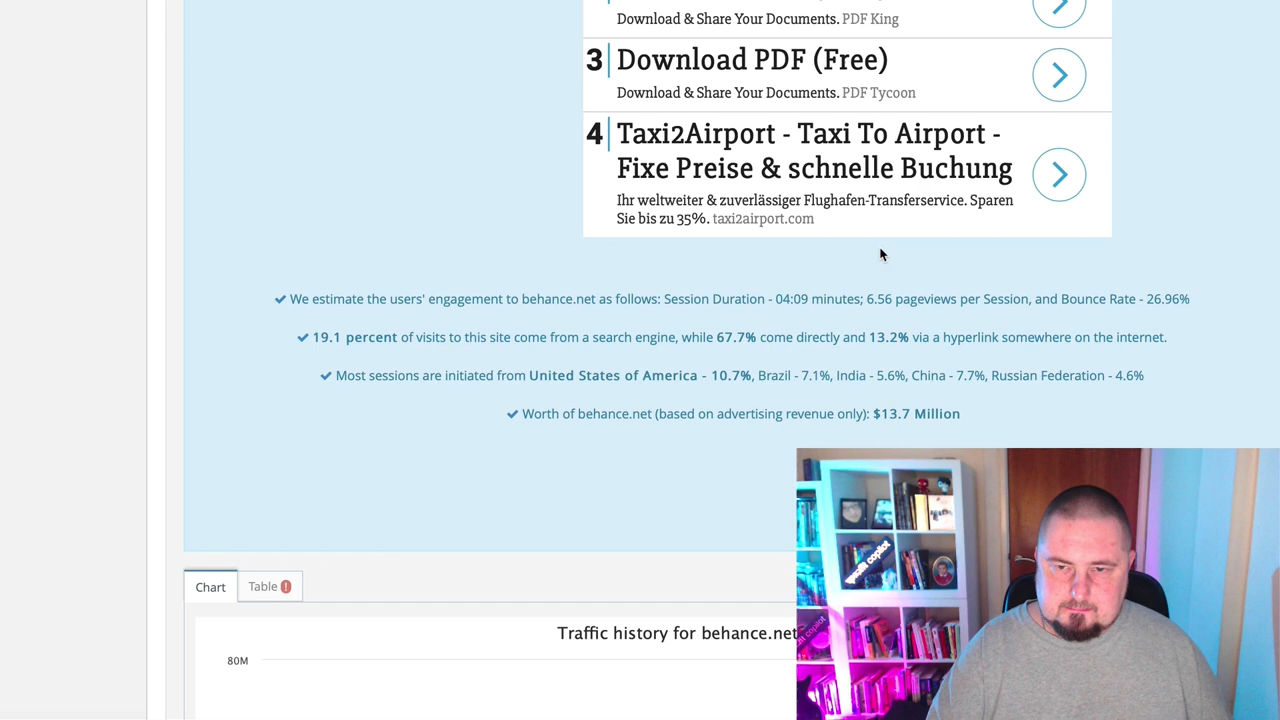 Download & Share Your Documents. PDF King
3 Download PDF (Free)
Download & Share Your Documents. PDF Tycoon
4 Taxi2Airport - Taxi To Airport -
Fixe Preise & schnelle Buchung
Ihr weltweiter & zuverlässiger Flughafen-Transferservice. Sparen
Sie bis zu 35%. taxi2airport.com
We estimate the users' engagement to behance.net as follows: Session Duration - 04:09 minutes; 6.56 pageviews per Session, and Bounce Rate - 26.96%
19.1 percent of visits to this site come from a search engine, while 67.7% come directly and 13.2% via a hyperlink somewhere on the internet.
Most sessions are initiated from United States of America - 10.7%, Brazil - 7.1%, India - 5.6%, China - 7.7%, Russian Federation - 4.6%
Worth of behance.net (based on advertising revenue only): $13.7 Million
Chart
Table !
Traffic history for behance.net
80M